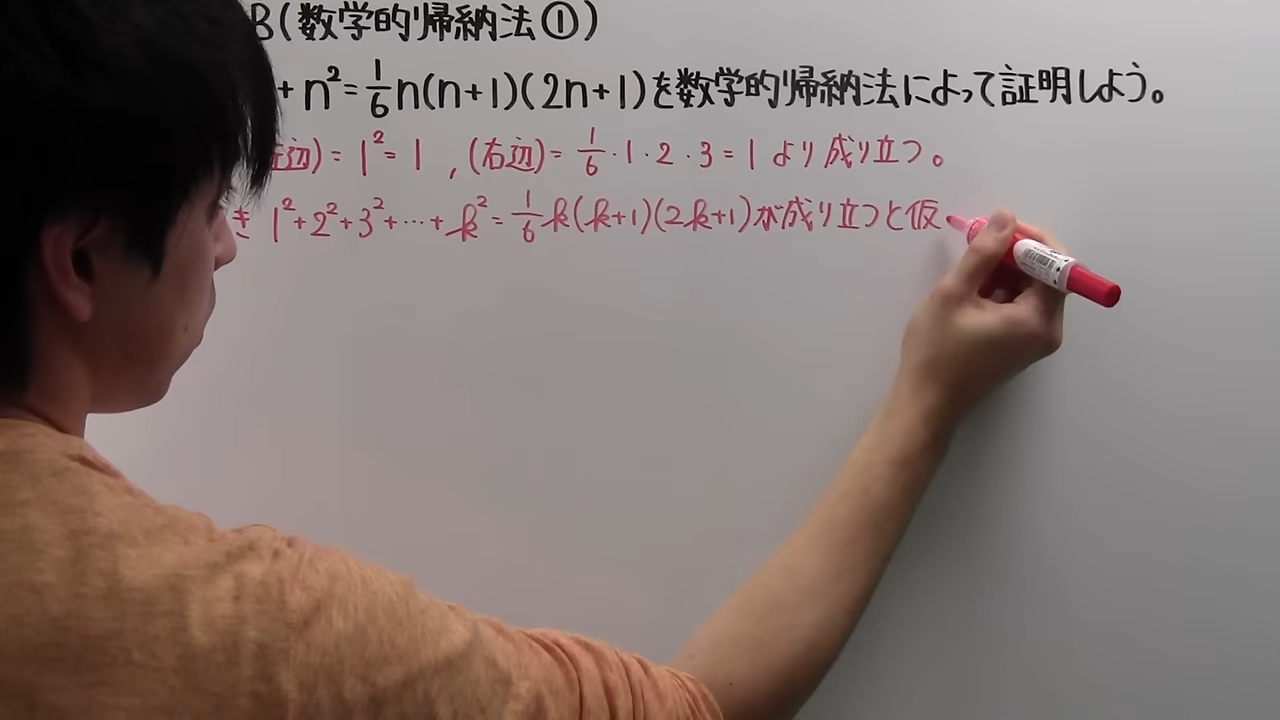 B(数学的帰納法①)
+n²=1/6n(n+1)(2n+1)を数学的帰納法によって証明しよう。
辺)=1²=1,(右辺)=1/6・1・2・3=1より成り立つ。
き 1²+2²+3²+…+k²=1/6k(k+1)(2k+1)が成り立つと仮